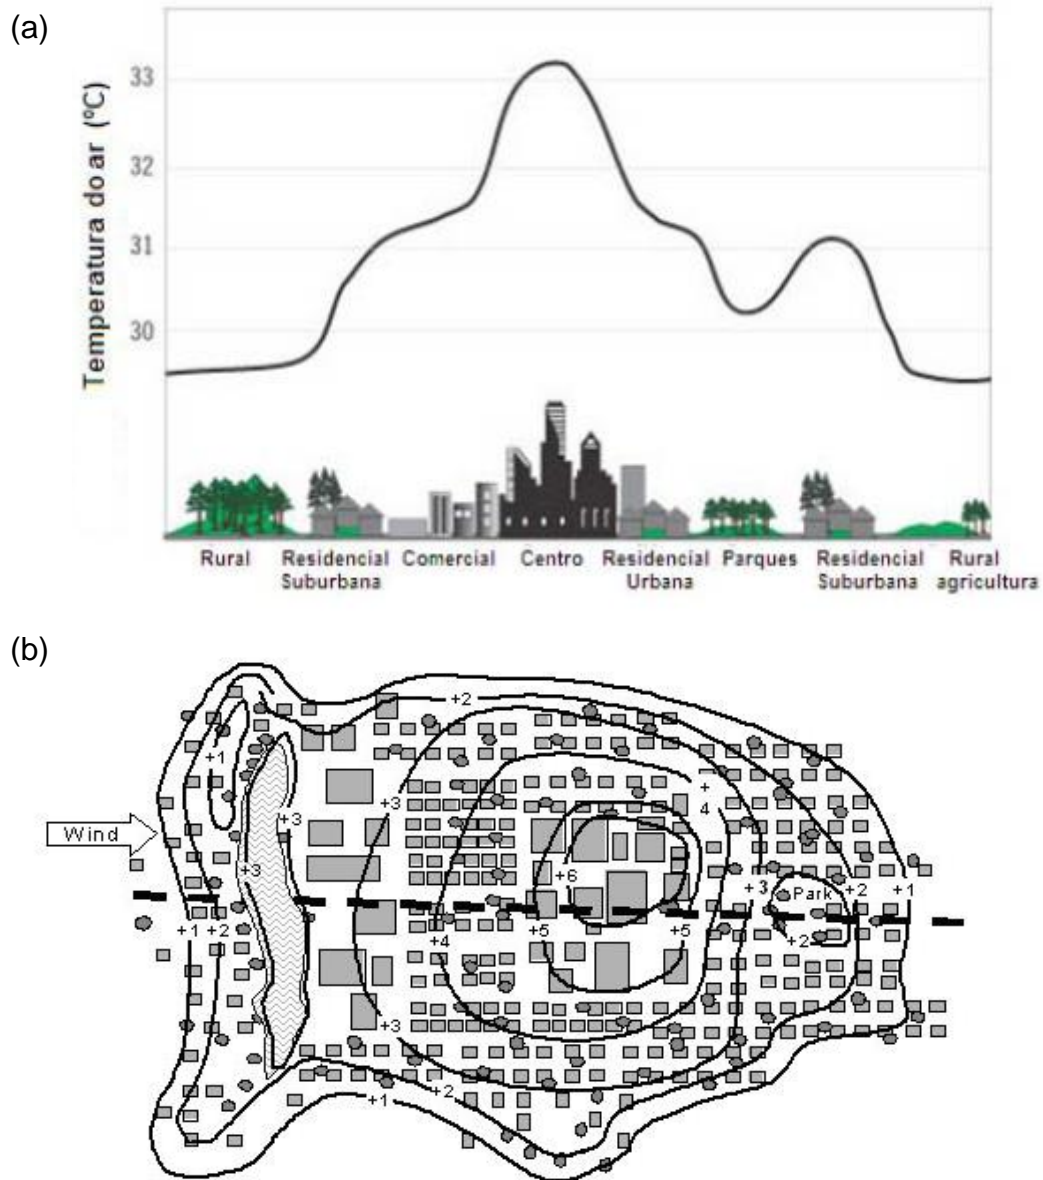 (a)
Temperatura do ar (ºC)
33
32
31
30
Rural
Residencial
Suburbana
Comercial
Centro
Residencial
Urbana
Parques
Residencial
Suburbana
Rural
agricultura
(b)
+2
+1
+3
+3
+
4
Wind
+3
+6
+3
Park
+2
+1
+1
+2
+4
+5
+5
+2
+3
+2
+1